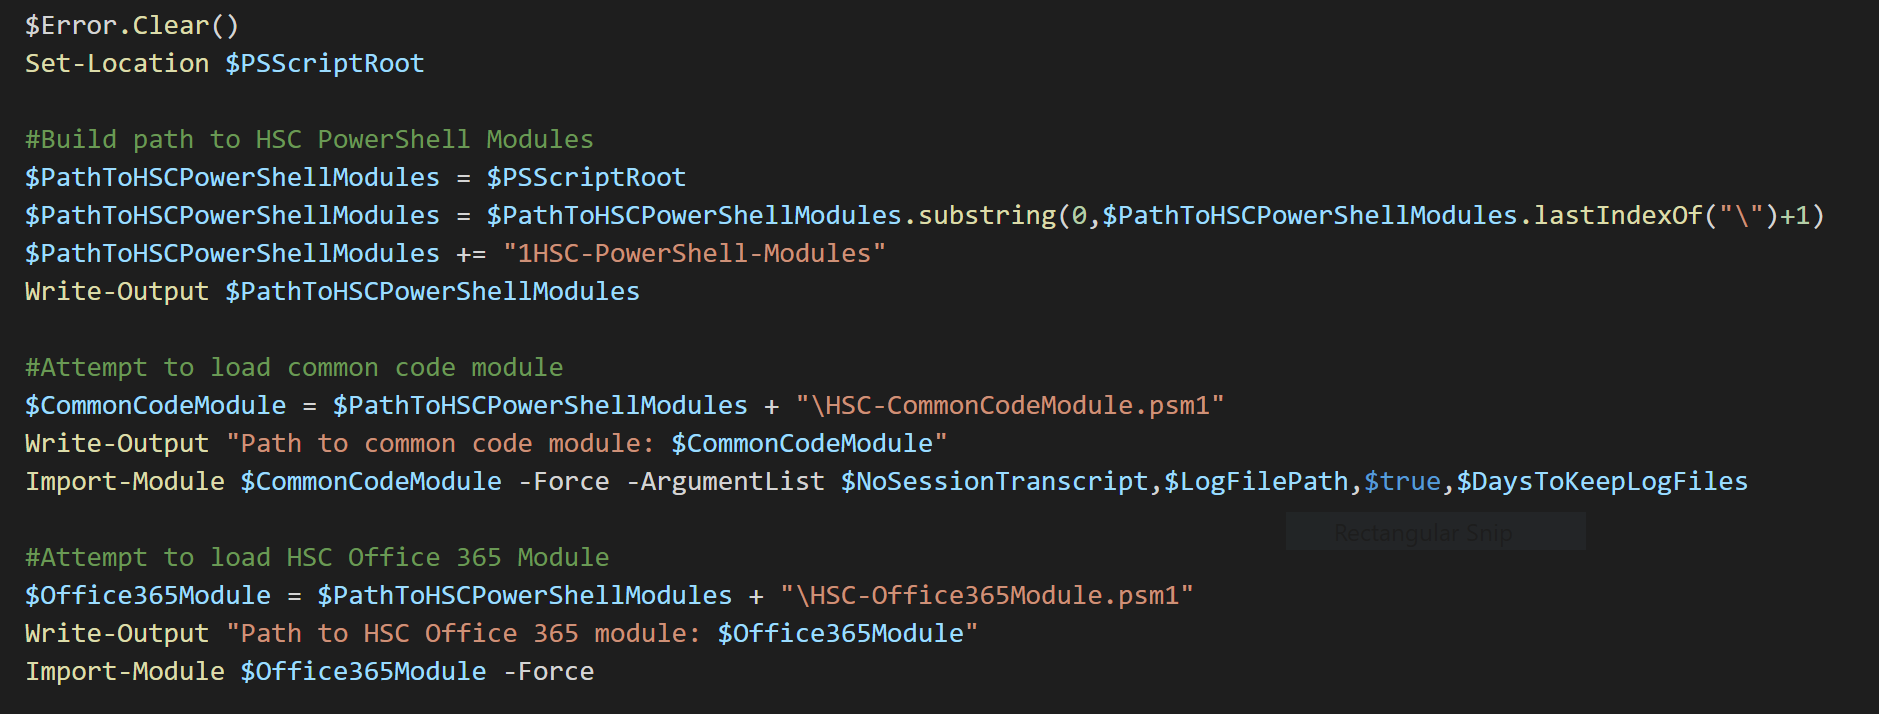 $Error.Clear()
Set-Location $PSScriptRoot
#Build path to HSC PowerShell Modules
$PathToHSCPowerShellModules = $PSScriptRoot
$PathToHSCPowerShellModules = $PathToHSCPowerShellModules.substring(0,$PathToHSCPowerShellModules.lastIndexOf("\")+1)
$PathToHSCPowerShellModules += "1HSC-PowerShell-Modules"
Write-Output $PathToHSCPowerShellModules
#Attempt to load common code module
$CommonCodeModule = $PathToHSCPowerShellModules + "\HSC-CommonCodeModule.psm1"
Write-Output "Path to common code module: $CommonCodeModule"
Import-Module $CommonCodeModule -Force -ArgumentList $NoSessionTranscript,$LogFilePath,$true,$DaysToKeepLogFiles
Rectangular Snip
#Attempt to load HSC Office 365 Module
$Office365Module = $PathToHSCPowerShellModules + "\HSC-Office365Module.psm1"
Write-Output "Path to HSC Office 365 module: $Office365Module"
Import-Module $Office365Module -Force